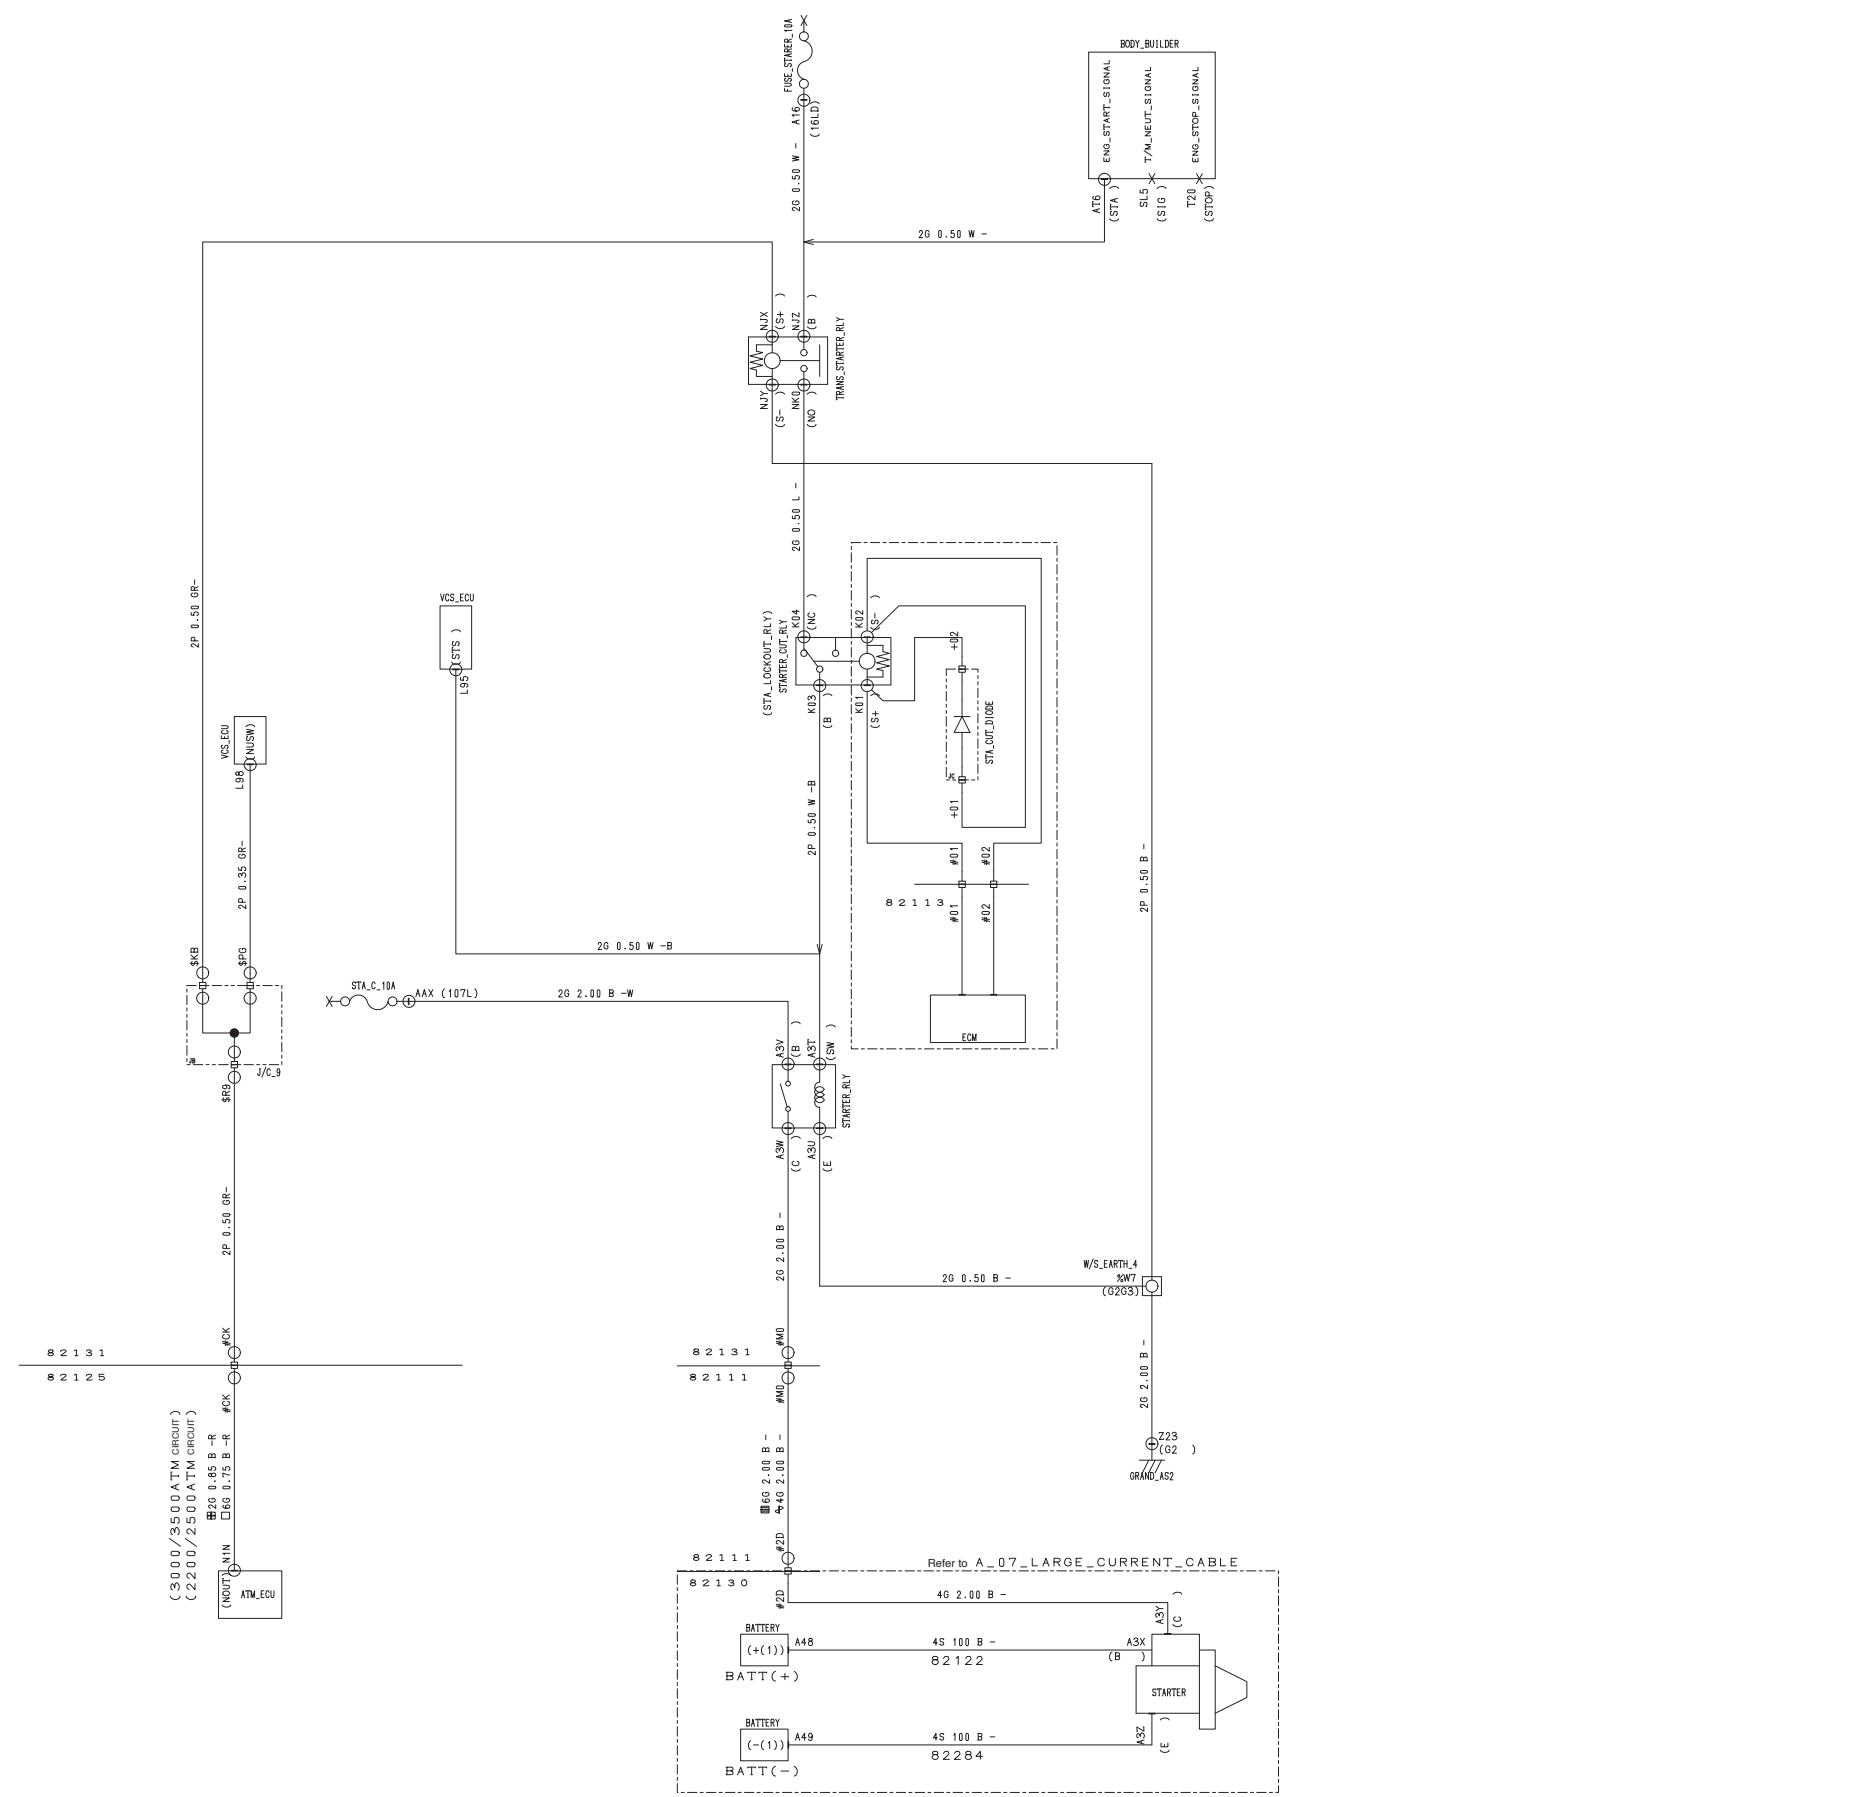 FUSE_STARER_10A
A16
(16LD)
2G 0.50 W -
BODY_BUILDER
ENG_START_SIGNAL
T/M_NEUT_SIGNAL
ENG_STOP_SIGNAL
AT6
(STA )
SL5
(SIG )
T20
(STOP)
2G 0.50 W -
NJX
(S+ )
NJZ
(B )
TRANS_STARTER_RLY
NJY
(S- )
NK0
(NO )
2G 0.50 L -
2P 0.50 GR-
VCS_ECU
(STS )
L95
(STA_LOCKOUT_RLY)
STARTER_CUT_RLY
K04
(NC )
K02
(S- )
K03
(B )
K01
(S+ )
+02
STA_CUT_DIODE
JC
+01
VCS_ECU
(NUSW)
L98
2P 0.35 GR-
2P 0.50 W -B
#01
#02
82113
#01
#02
ECM
2P 0.50 B -
2G 0.50 W -B
$KB
$PG
JB
J/C_9
$R9
STA_C_10A
AAX (107L)
2G 2.00 B -W
A3V
(B )
A3T
(SW )
STARTER_RLY
A3W
(C )
A3U
(E )
2P 0.50 GR-
2G 2.00 B -
W/S_EARTH_4
%W7
(G2G3)
2G 0.50 B -
#CK
82131
82125
#CK
#M0
82131
82111
#M0
2G 2.00 B -
Z23
(G2 )
GRAND_AS2
(3000/3500ATM CIRCUIT)
(2200/2500ATM CIRCUIT)
2G 0.85 B -R
6G 0.75 B -R
N1N
(NOUT)
ATM_ECU
6G 2.00 B -
4G 2.00 B -
#2D
82111
82130
#2D
Refer to A_07_LARGE_CURRENT_CABLE
4G 2.00 B -
A3Y
(C )
BATTERY
(+(1))
A48
BATT(+)
4S 100 B -
82122
A3X
(B )
STARTER
BATTERY
(-(1))
A49
BATT(-)
4S 100 B -
82284
A3Z
(E )